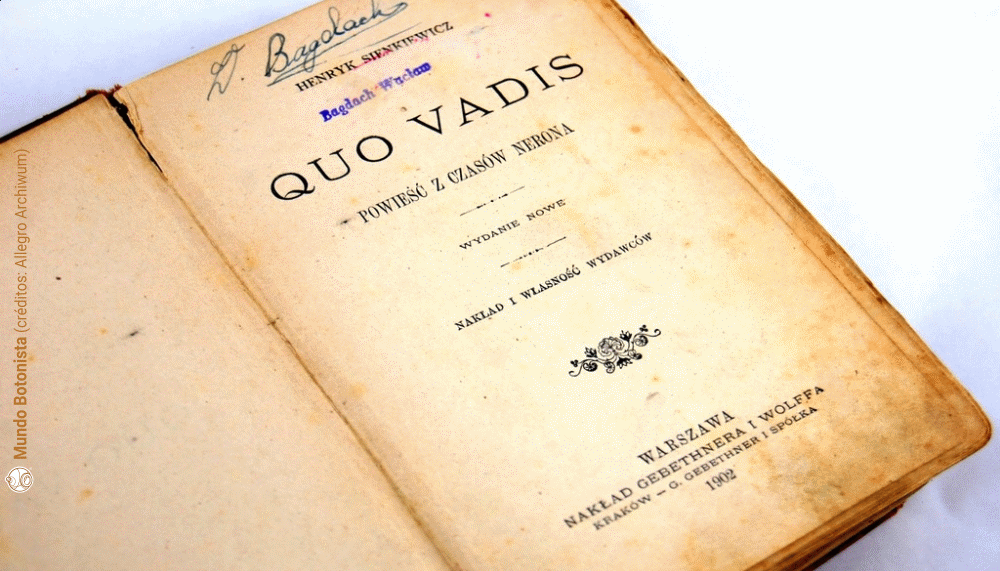 W. Bagdach
HENRYK SIENKIEWICZ
Bagdach Wacław
QUO VADIS
POWIEŚĆ Z CZASÓW NERONA
WYDANIE NOWE
NAKŁAD I WŁASNOŚĆ WYDAWCÓW
WARSZAWA
NAKŁAD GEBETHNERA I WOLFFA
KRAKÓW — G. GEBETHNER I SPÓŁKA
1902
Mundo Botonista (créditos: Allegro Archiwum)